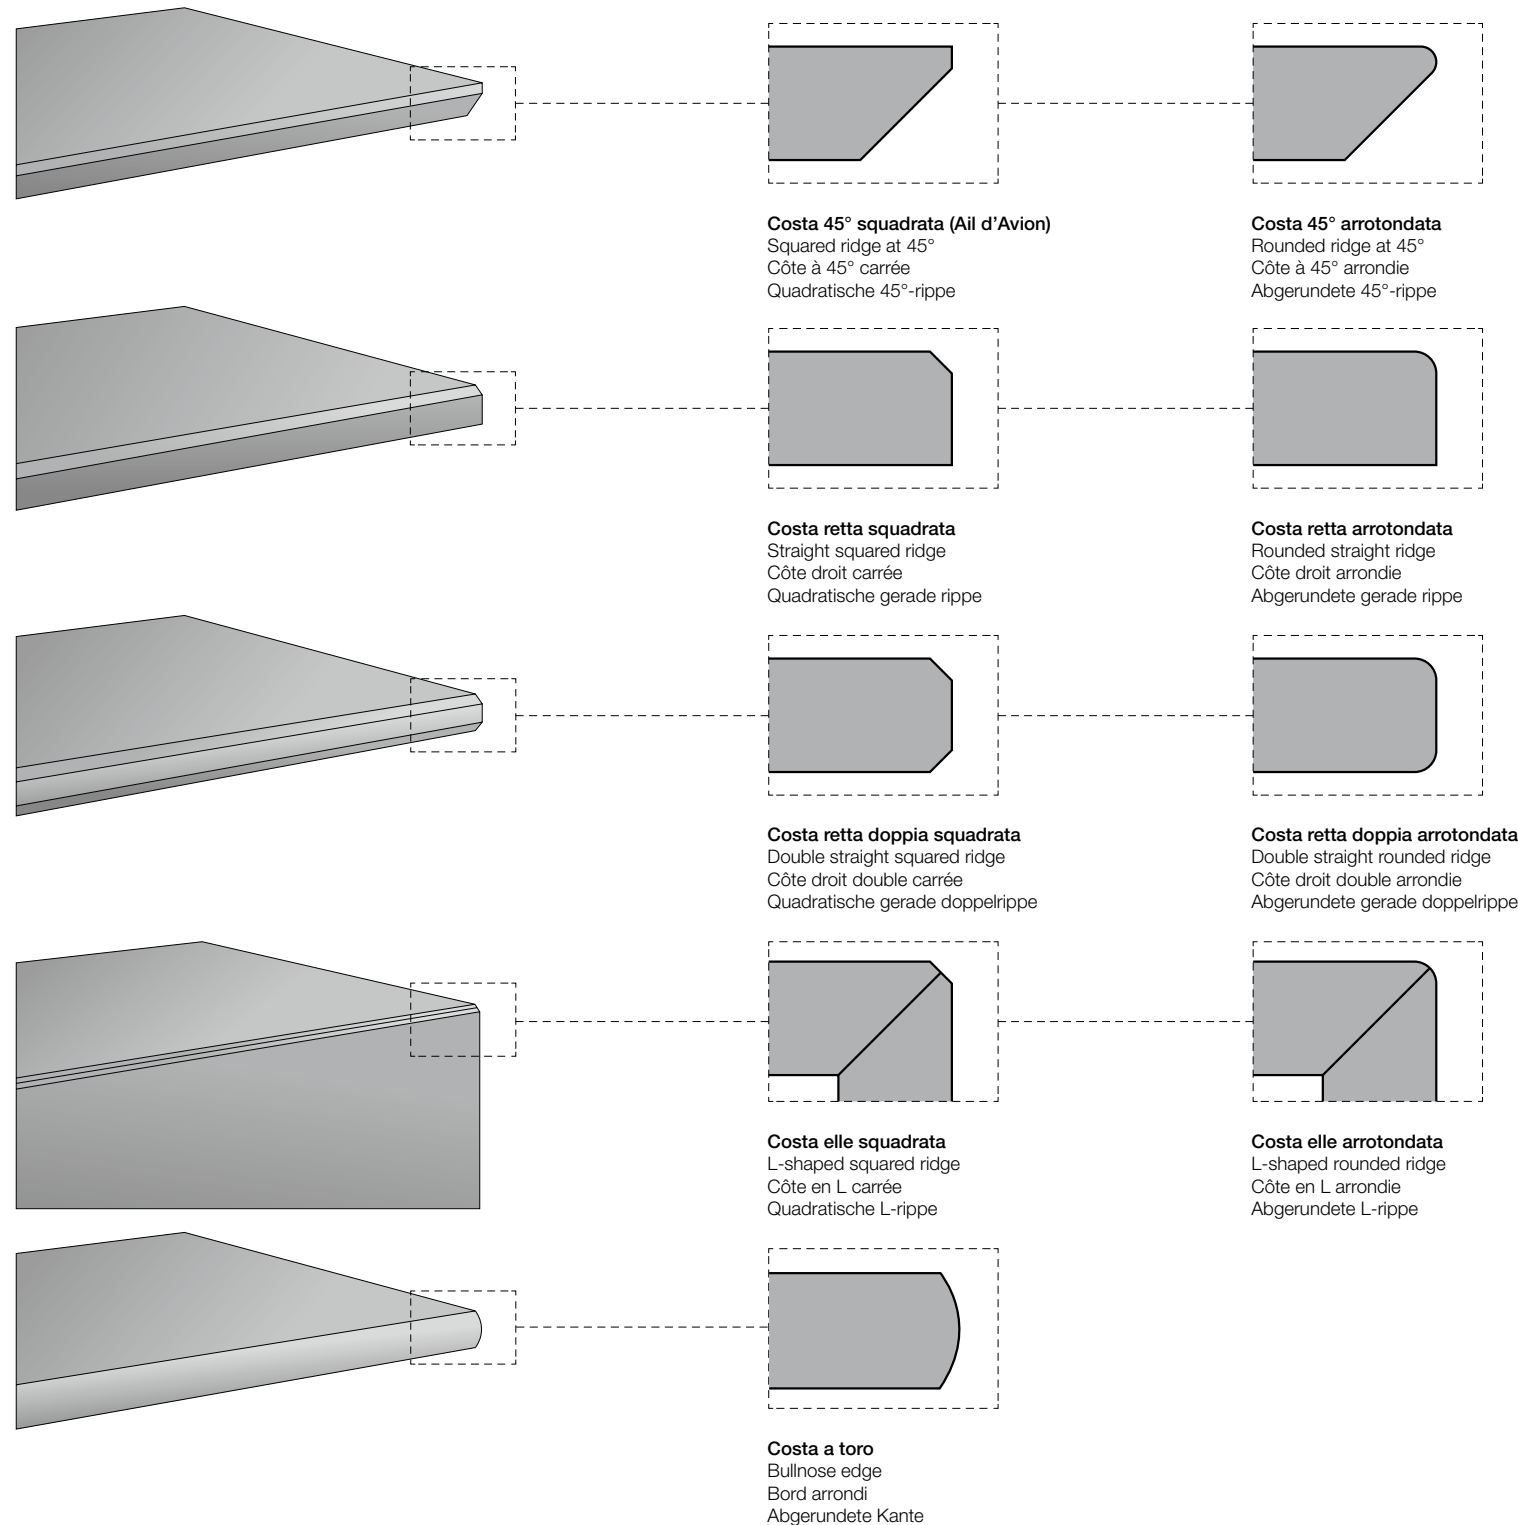 Costa 45° squadrata (Ail d’Avion)
Squared ridge at 45°
Côte à 45° carrée
Quadratische 45°-rippe
Costa 45° arrotondata
Rounded ridge at 45°
Côte à 45° arrondie
Abgerundete 45°-rippe
Costa retta squadrata
Straight squared ridge
Côte droit carrée
Quadratische gerade rippe
Costa retta arrotondata
Rounded straight ridge
Côte droit arrondie
Abgerundete gerade rippe
Costa retta doppia squadrata
Double straight squared ridge
Côte droit double carrée
Quadratische gerade doppelrippe
Costa retta doppia arrotondata
Double straight rounded ridge
Côte droit double arrondie
Abgerundete gerade doppelrippe
Costa elle squadrata
L-shaped squared ridge
Côte en L carrée
Quadratische L-rippe
Costa elle arrotondata
L-shaped rounded ridge
Côte en L arrondie
Abgerundete L-rippe
Costa a toro
Bullnose edge
Bord arrondi
Abgerundete Kante